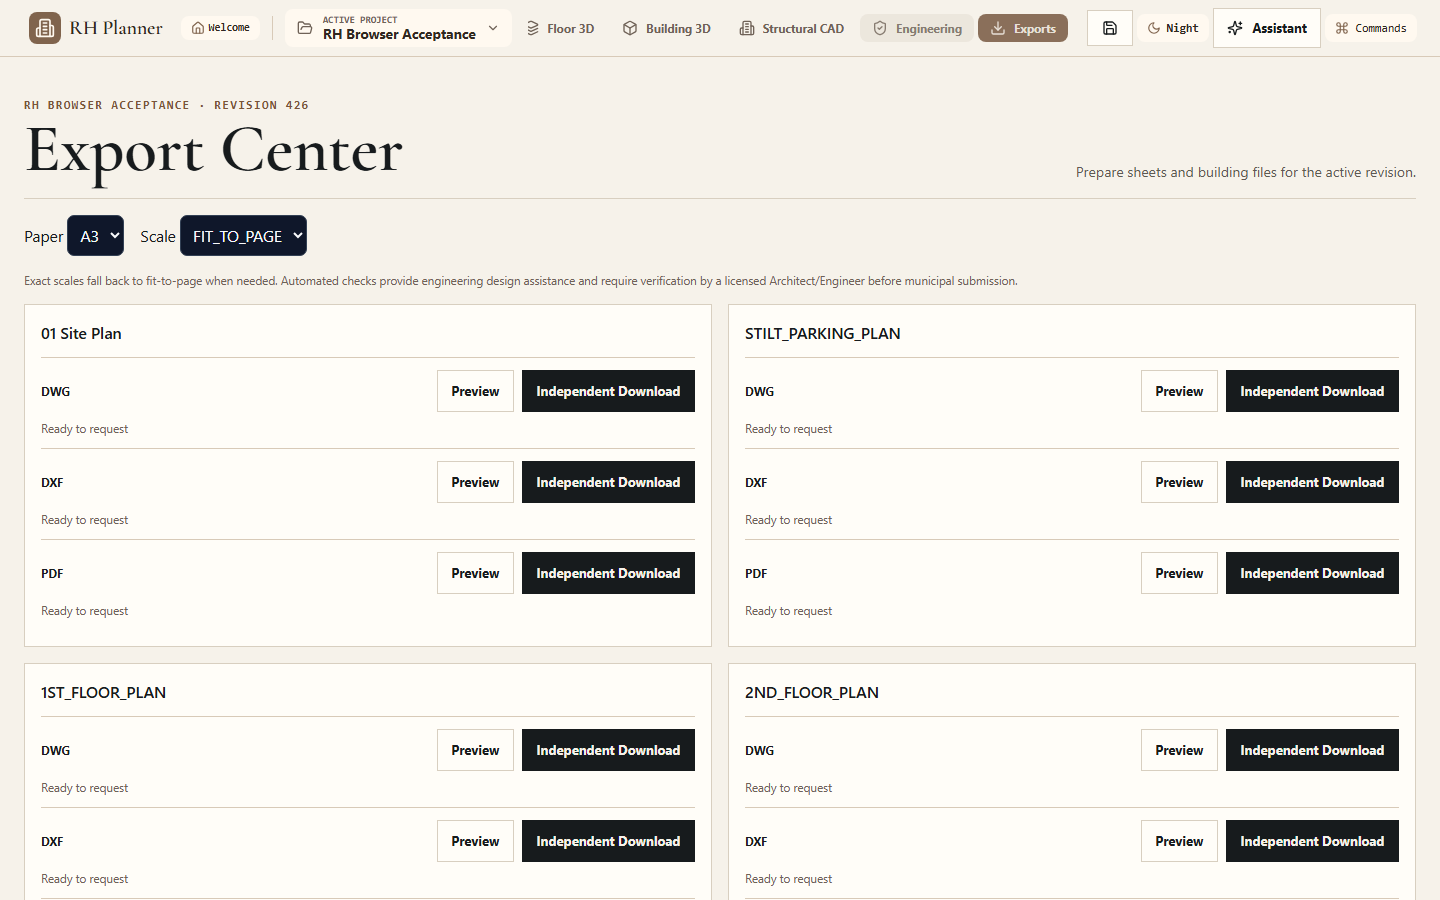 RH Planner
Welcome
ACTIVE PROJECT
RH Browser Acceptance
Floor 3D
Building 3D
Structural CAD
Engineering
Exports
Night
Assistant
Commands
RH BROWSER ACCEPTANCE · REVISION 426
Export Center
Prepare sheets and building files for the active revision.
Paper A3 Scale FIT_TO_PAGE
Exact scales fall back to fit-to-page when needed. Automated checks provide engineering design assistance and require verification by a licensed Architect/Engineer before municipal submission.
01 Site Plan
DWG Preview Independent Download
Ready to request
DXF Preview Independent Download
Ready to request
PDF Preview Independent Download
Ready to request
STILT_PARKING_PLAN
DWG Preview Independent Download
Ready to request
DXF Preview Independent Download
Ready to request
PDF Preview Independent Download
Ready to request
1ST_FLOOR_PLAN
DWG Preview Independent Download
Ready to request
DXF Preview Independent Download
Ready to request
2ND_FLOOR_PLAN
DWG Preview Independent Download
Ready to request
DXF Preview Independent Download
Ready to request